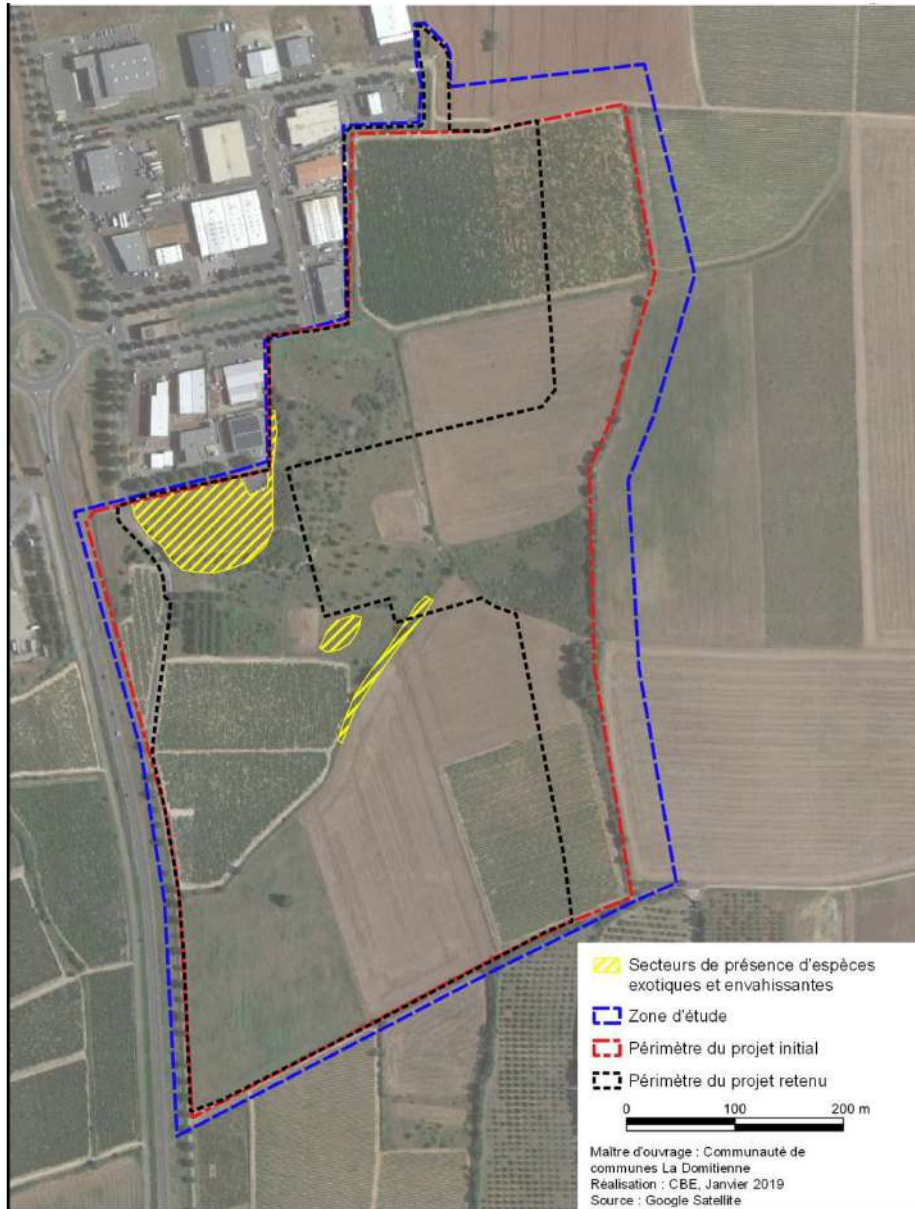 Secteurs de présence d'espèces
exotiques et envahissantes
Zone d'étude
Périmètre du projet initial
Périmètre du projet retenu
0 100 200 m
Maître d'ouvrage : Communauté de
communes La Domitienne
Réalisation : CBE, Janvier 2019
Source : Google Satellite